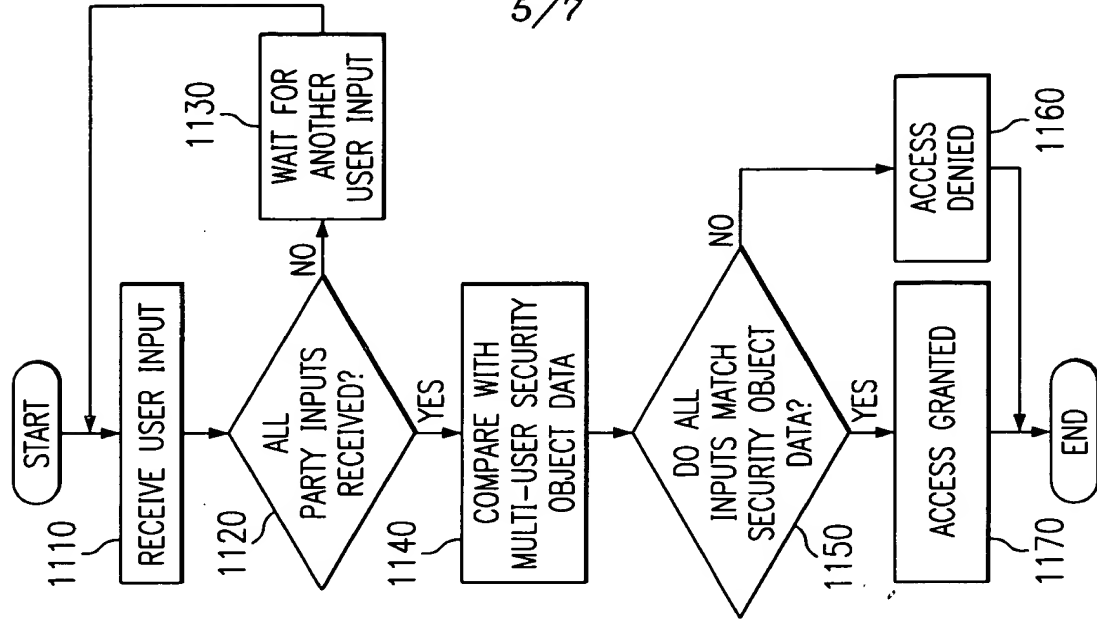 5/7
START
1110
RECEIVE USER INPUT
1120
ALL
PARTY INPUTS
RECEIVED?
NO
1130
WAIT FOR
ANOTHER
USER INPUT
YES
1140
COMPARE WITH
MULTI-USER SECURITY
OBJECT DATA
1150
DO ALL
INPUTS MATCH
SECURITY OBJECT
DATA?
NO
ACCESS
DENIED
1160
YES
1170
ACCESS GRANTED
END